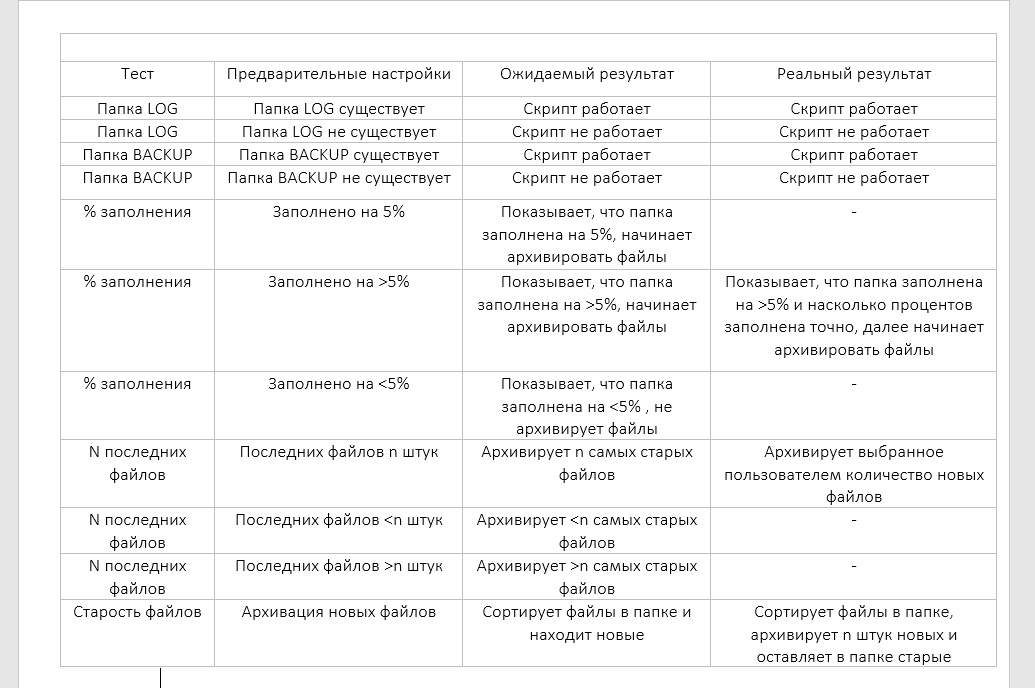 Тест
Предварительные настройки
Ожидаемый результат
Реальный результат
Папка LOG
Папка LOG существует
Скрипт работает
Скрипт работает
Папка LOG
Папка LOG не существует
Скрипт не работает
Скрипт не работает
Папка BACKUP
Папка BACKUP существует
Скрипт работает
Скрипт работает
Папка BACKUP
Папка BACKUP не существует
Скрипт не работает
Скрипт не работает
% заполнения
Заполнено на 5%
Показывает, что папка
заполнена на 5%, начинает
архивировать файлы
-
% заполнения
Заполнено на >5%
Показывает, что папка
заполнена на >5%, начинает
архивировать файлы
Показывает, что папка заполнена
на >5% и насколько процентов
заполнена точно, далее начинает
архивировать файлы
% заполнения
Заполнено на <5%
Показывает, что папка
заполнена на <5% , не
архивирует файлы
-
N последних
файлов
Последних файлов n штук
Архивирует n самых старых
файлов
Архивирует выбранное
пользователем количество новых
файлов
N последних
файлов
Последних файлов <n штук
Архивирует <n самых старых
файлов
-
N последних
файлов
Последних файлов >n штук
Архивирует >n самых старых
файлов
-
Старость файлов
Архивация новых файлов
Сортирует файлы в папке и
находит новые
Сортирует файлы в папке,
архивирует n штук новых и
оставляет в папке старые